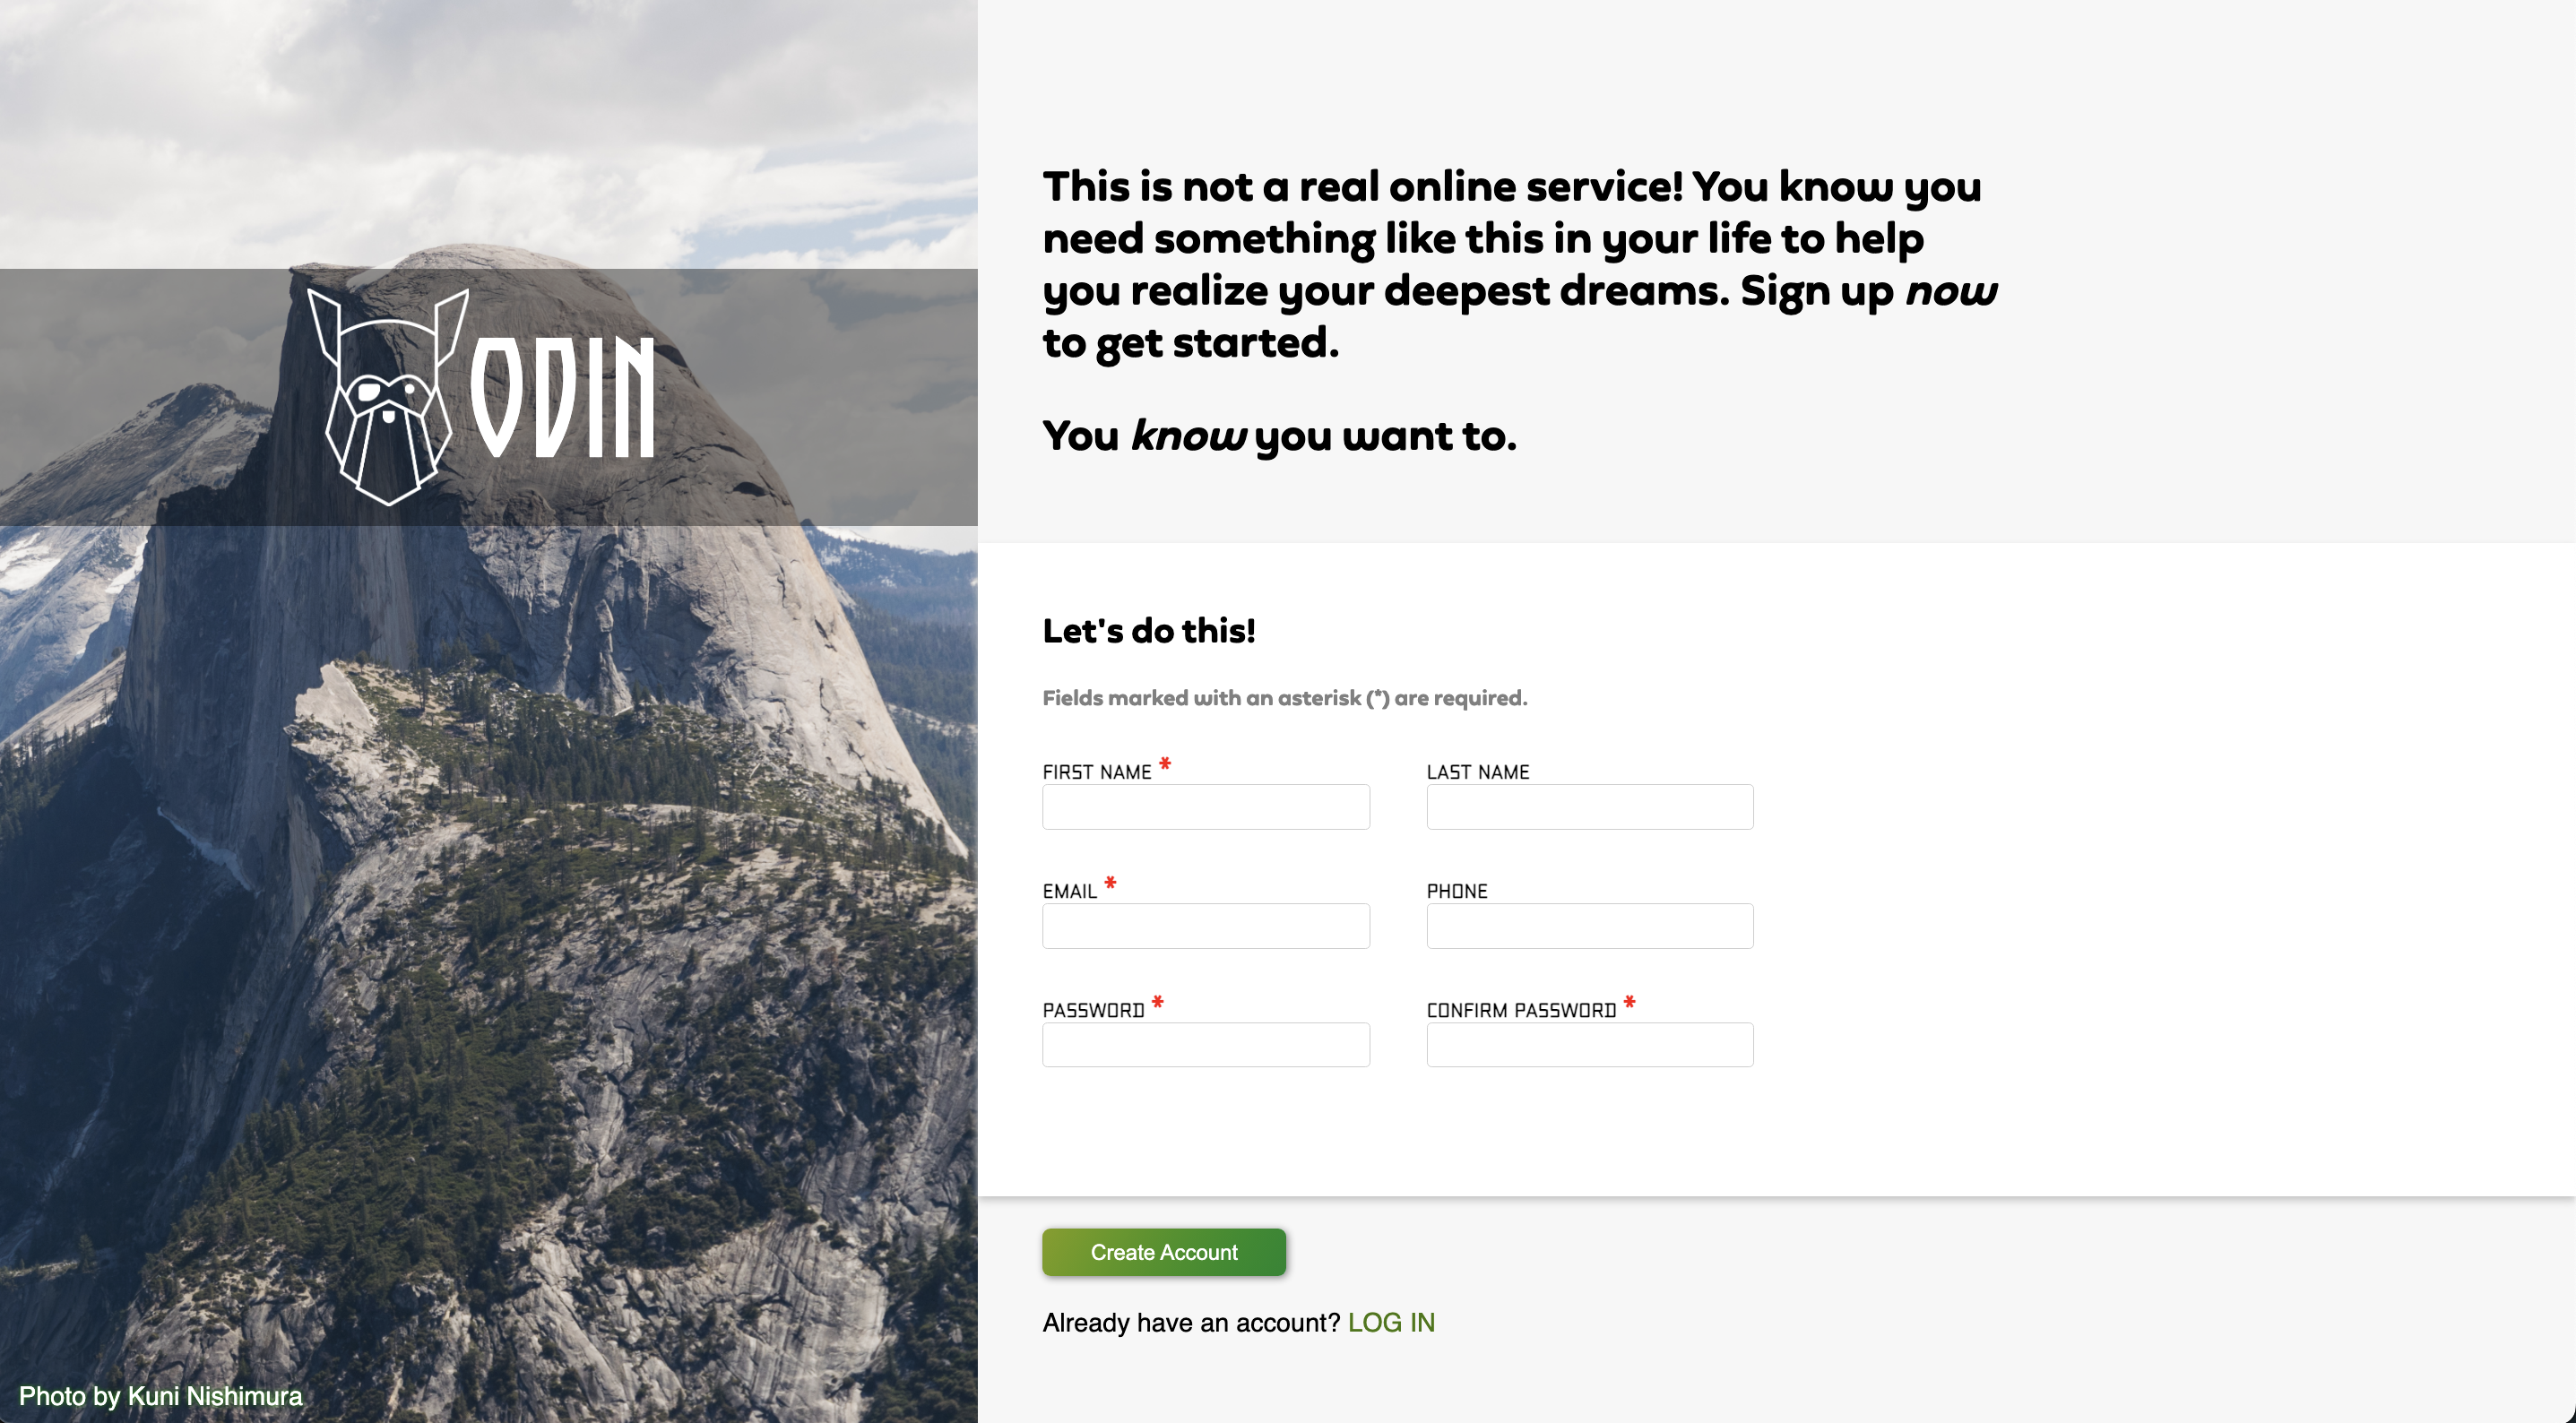 ODIN
This is not a real online service! You know you
need something like this in your life to help
you realize your deepest dreams. Sign up now
to get started.
You know you want to.
Let's do this!
Fields marked with an asterisk (*) are required.
FIRST NAME *
LAST NAME
EMAIL *
PHONE
PASSWORD *
CONFIRM PASSWORD *
Create Account
Already have an account? LOG IN
Photo by Kuni Nishimura